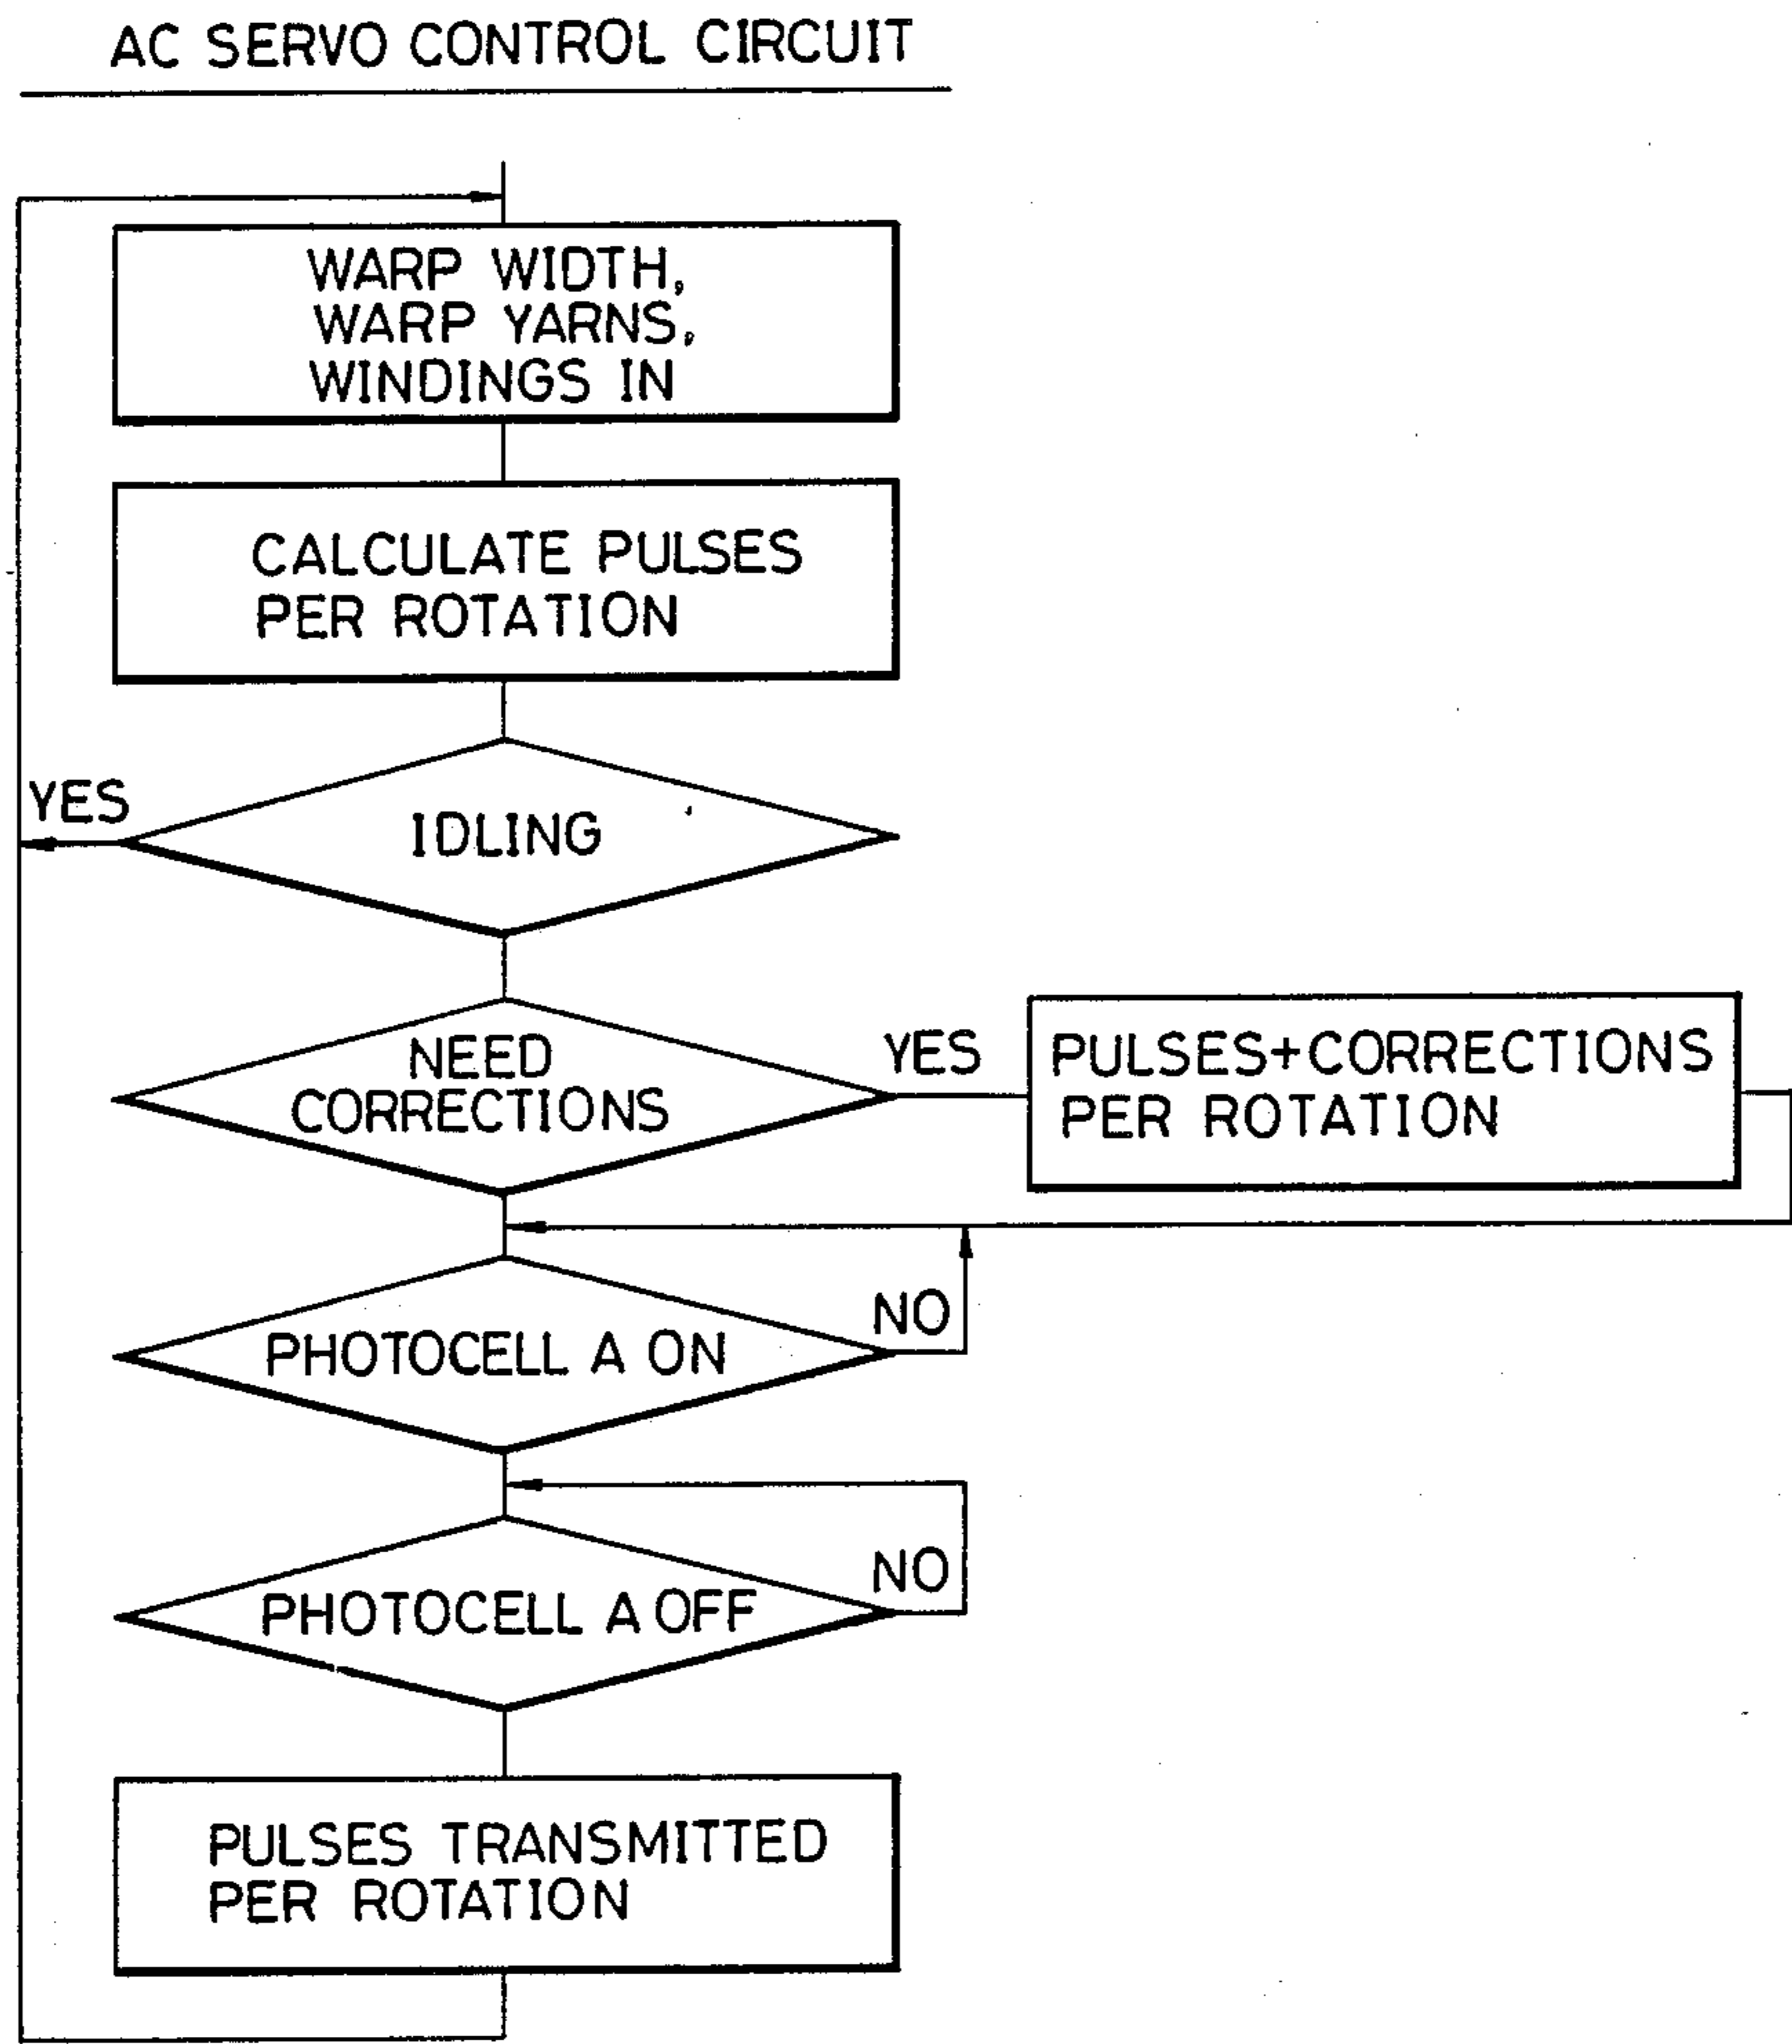 AC SERVO CONTROL CIRCUIT
WARP WIDTH,
WARP YARNS,
WINDINGS IN
CALCULATE PULSES
PER ROTATION
YES
IDLING
NEED
CORRECTIONS
YES
PULSES+CORRECTIONS
PER ROTATION
NO
PHOTOCELL A ON
NO
PHOTOCELL A OFF
PULSES TRANSMITTED
PER ROTATION